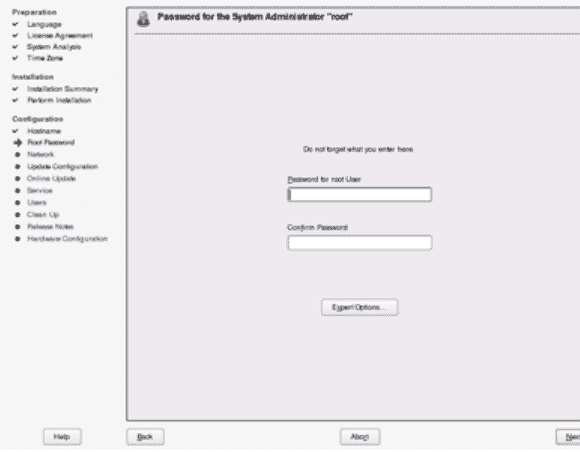 Preparation
Language
License Agreement
System Analysis
Time Zone
Installation
Installation Summary
Perform Installation
Configuration
Hostname
Root Password
Network
Update Configuration
Online Update
Service
Users
Clean Up
Release Notes
Hardware Configuration
Password for the System Administrator "root"
Do not forget what you enter here.
Password for root User
Confirm Password
Expert Options...
Help
Back
Abort
Nex